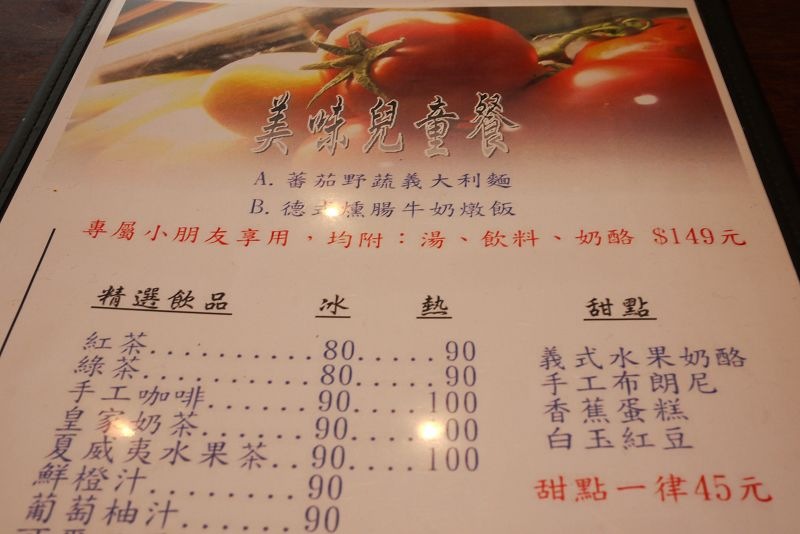 美味兒童餐
A. 蕃茄野蔬義大利麵
B. 德式燻腸牛奶燉飯
專屬小朋友享用，均附：湯、飲料、奶酪 $149元
精選飲品 冰 熱
紅茶..........80.....90
綠茶..........80.....90
手工咖啡.......90....100
皇家奶茶.......90....100
夏威夷水果茶..90....100
鮮橙汁.........90
葡萄柚汁......90
甜點
義式水果奶酪
手工布朗尼
香蕉蛋糕
白玉紅豆
甜點一律45元